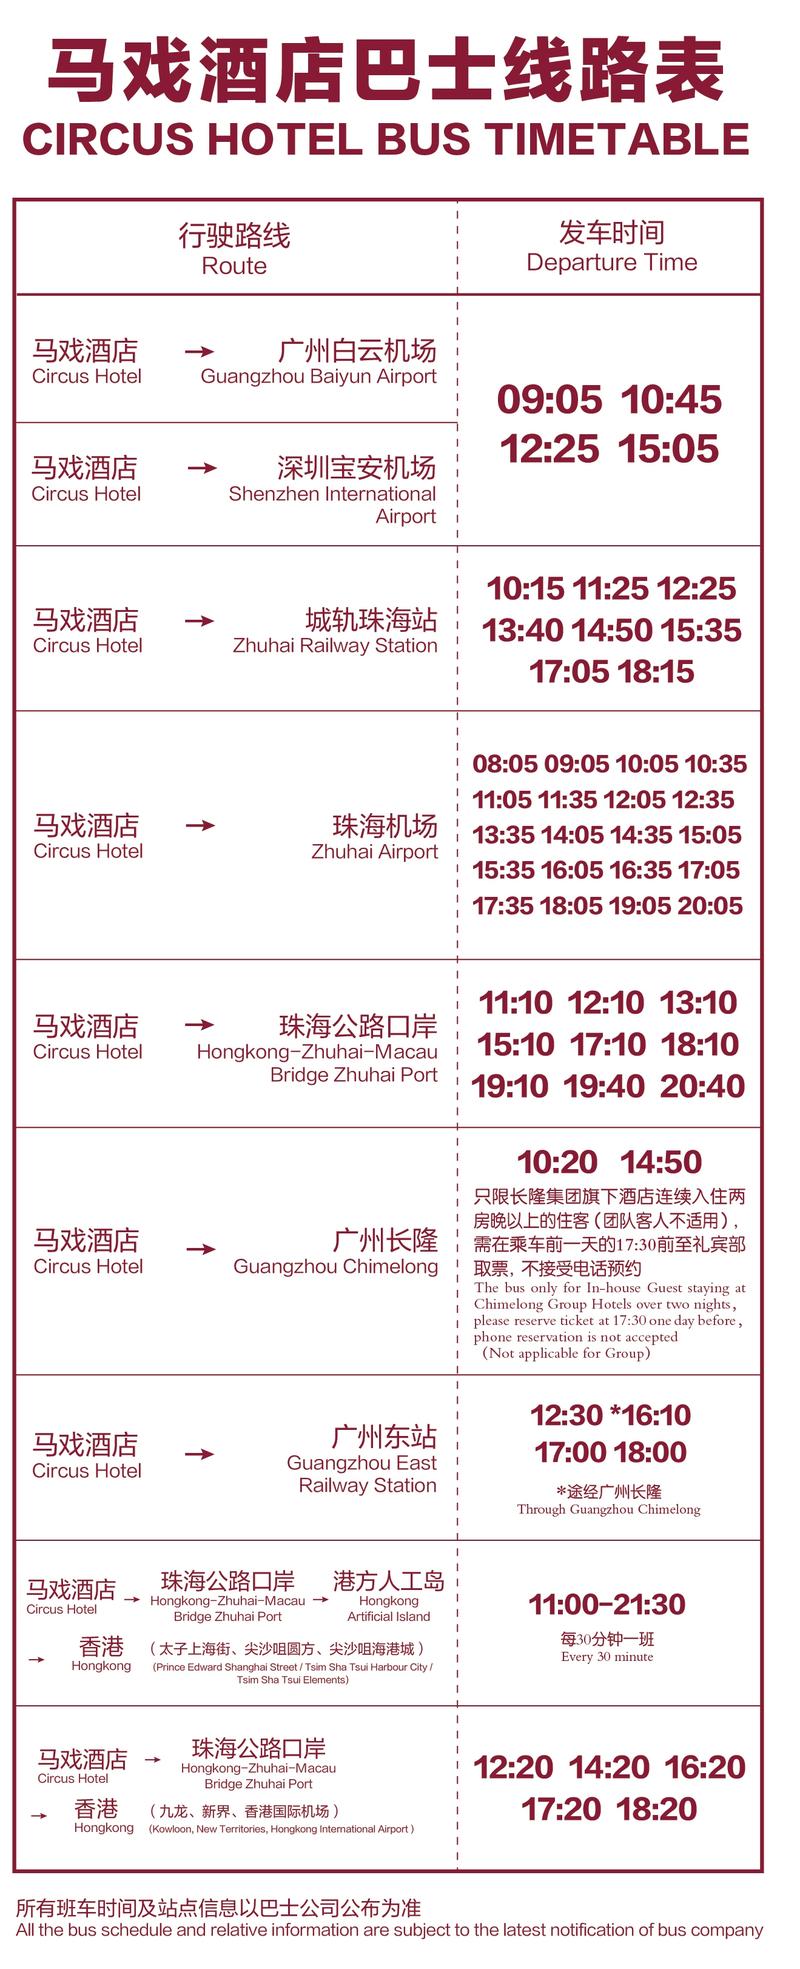 马戏酒店巴士线路表
CIRCUS HOTEL BUS TIMETABLE
行驶路线
Route
发车时间
Departure Time
马戏酒店 → 广州白云机场
Circus Hotel Guangzhou Baiyun Airport
09:05 10:45
12:25 15:05
马戏酒店 → 深圳宝安机场
Circus Hotel Shenzhen International
Airport
马戏酒店 → 城轨珠海站
Circus Hotel Zhuhai Railway Station
10:15 11:25 12:25
13:40 14:50 15:35
17:05 18:15
马戏酒店 → 珠海机场
Circus Hotel Zhuhai Airport
08:05 09:05 10:05 10:35
11:05 11:35 12:05 12:35
13:35 14:05 14:35 15:05
15:35 16:05 16:35 17:05
17:35 18:05 19:05 20:05
马戏酒店 → 珠海公路口岸
Circus Hotel Hongkong-Zhuhai-Macau
Bridge Zhuhai Port
11:10 12:10 13:10
15:10 17:10 18:10
19:10 19:40 20:40
马戏酒店 → 广州长隆
Circus Hotel Guangzhou Chimelong
10:20 14:50
只限长隆集团旗下酒店连续入住两
房晚以上的住客（团队客人不适用），
需在乘车前一天的17:30前至礼宾部
取票，不接受电话预约
The bus only for In-house Guest staying at
Chimelong Group Hotels over two nights,
please reserve ticket at 17:30 one day before,
phone reservation is not accepted
（Not applicable for Group）
马戏酒店 → 广州东站
Circus Hotel Guangzhou East
Railway Station
12:30 *16:10
17:00 18:00
*途经广州长隆
Through Guangzhou Chimelong
马戏酒店 → 珠海公路口岸 → 港方人工岛
Circus Hotel Hongkong-Zhuhai-Macau Hongkong
Bridge Zhuhai Port Artificial Island
→ 香港 （太子上海街、尖沙咀圆方、尖沙咀海港城）
Hongkong (Prince Edward Shanghai Street / Tsim Sha Tsui Harbour City /
Tsim Sha Tsui Elements)
11:00-21:30
每30分钟一班
Every 30 minute
马戏酒店 → 珠海公路口岸
Circus Hotel Hongkong-Zhuhai-Macau
Bridge Zhuhai Port
→ 香港 （九龙、新界、香港国际机场）
Hongkong (Kowloon, New Territories, Hongkong International Airport )
12:20 14:20 16:20
17:20 18:20
所有班车时间及站点信息以巴士公司公布为准
All the bus schedule and relative information are subject to the latest notification of bus company